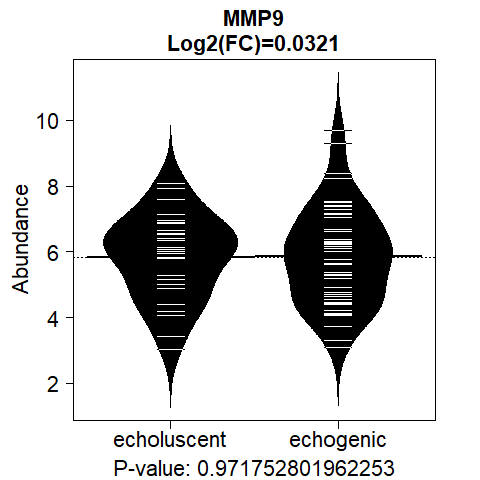 MMP9
Log2(FC)=0.0321
Abundance
10
8
6
4
2
echoluscent echogenic
P-value: 0.971752801962253